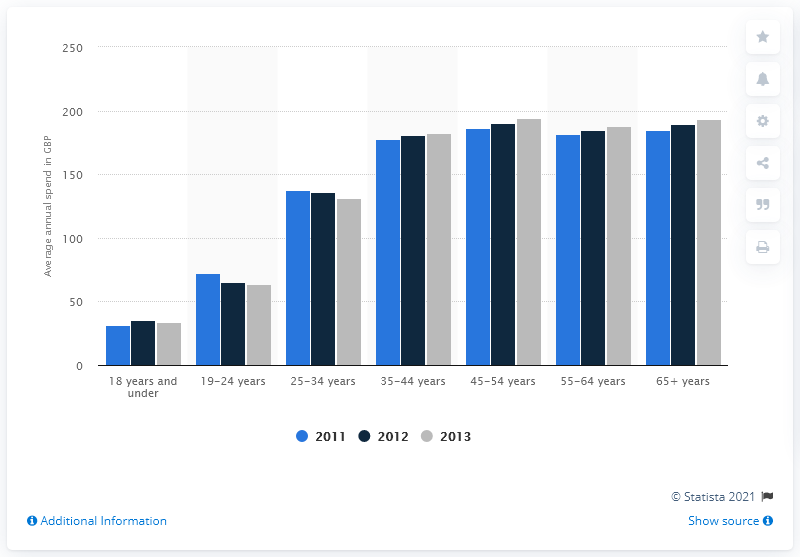 250
200
150
100
50
0
Average annual spend in GBP
18 years and under
19-24 years
25-34 years
35-44 years
45-54 years
55-64 years
65+ years
2011
2012
2013
© Statista 2021
Additional Information
Show source